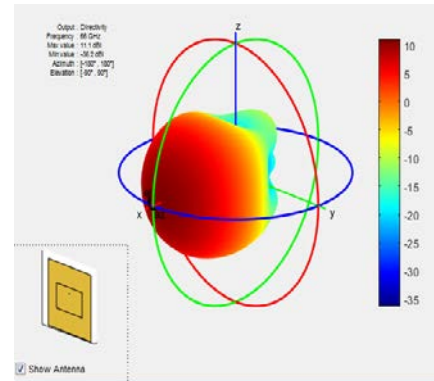 Output : Directivity
Frequency : 66 GHz
Max value : 11.1 dBi
Min value : -36.2 dBi
Azimuth : [-180°, 180°]
Elevation : [-90°, 90°]
z
x
y
10
5
0
-5
-10
-15
-20
-25
-30
-35
Show Antenna